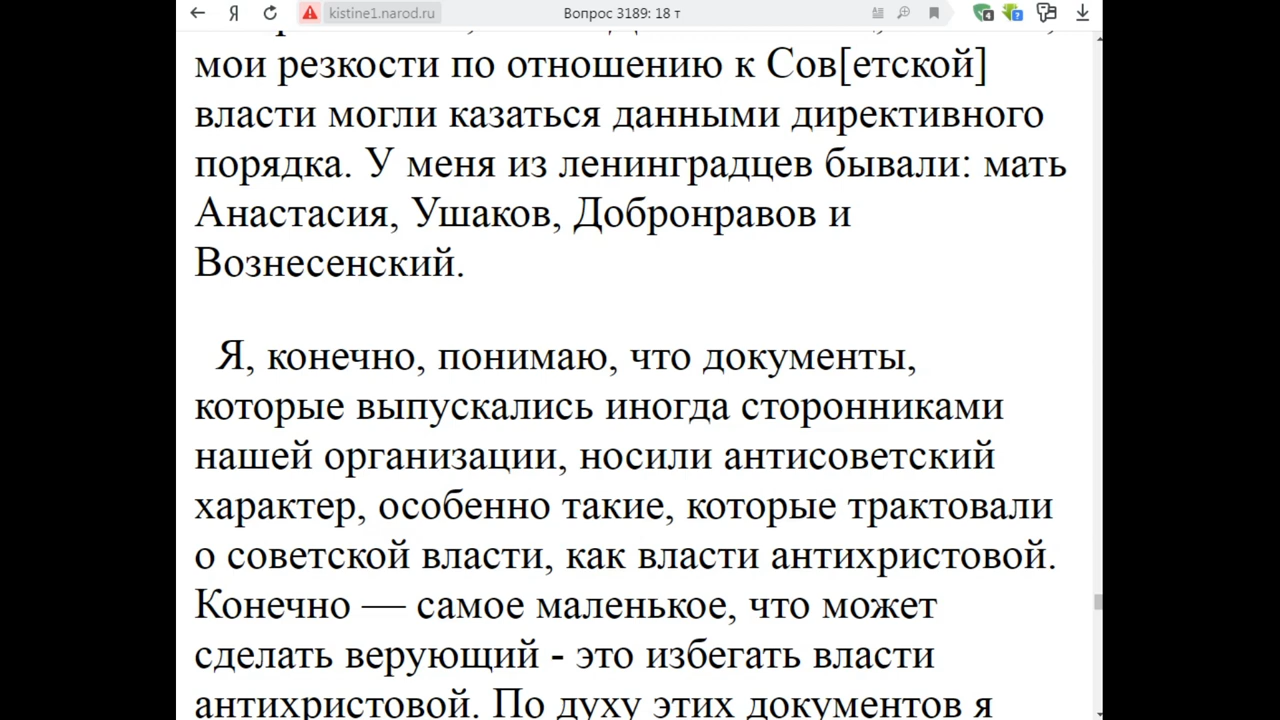 Я
kistine1.narod.ru
Вопрос 3189: 18 т
мои резкости по отношению к Сов[етской]
власти могли казаться данными директивного
порядка. У меня из ленинградцев бывали: мать
Анастасия, Ушаков, Добронравов и
Вознесенский.
Я, конечно, понимаю, что документы,
которые выпускались иногда сторонниками
нашей организации, носили антисоветский
характер, особенно такие, которые трактовали
о советской власти, как власти антихристовой.
Конечно — самое маленькое, что может
сделать верующий - это избегать власти
антихристовой. По духу этих документов я